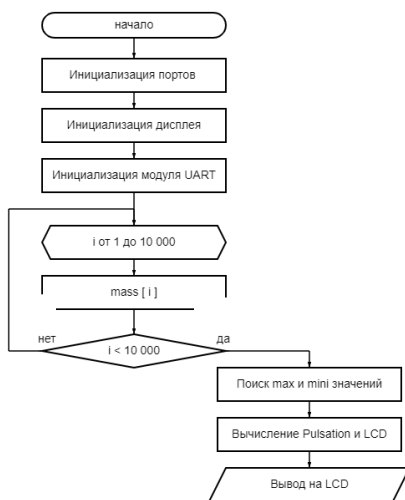 начало
Инициализация портов
Инициализация дисплея
Инициализация модуля UART
i от 1 до 10 000
mass [ i ]
нет
да
i < 10 000
Поиск max и mini значений
Вычисление Pulsation и LCD
Вывод на LCD